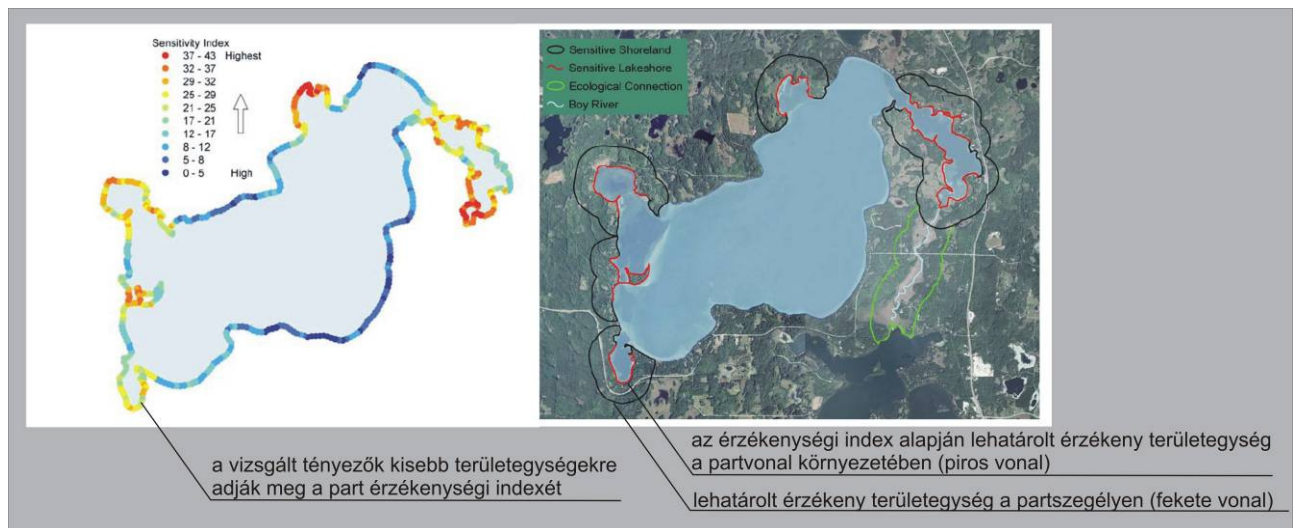 Sensitivity Index
37 - 43 Highest
32 - 37
29 - 32
25 - 29
21 - 25
17 - 21
12 - 17
8 - 12
5 - 8
0 - 5 High
Sensitive Shoreland
Sensitive Lakeshore
Ecological Connection
Boy River
a vizsgált tényezők kisebb területegységekre
adják meg a part érzékenységi indexét
az érzékenységi index alapján lehatárolt érzékeny területegység
a partvonal környezetében (piros vonal)
lehatárolt érzékeny területegység a partszegélyen (fekete vonal)